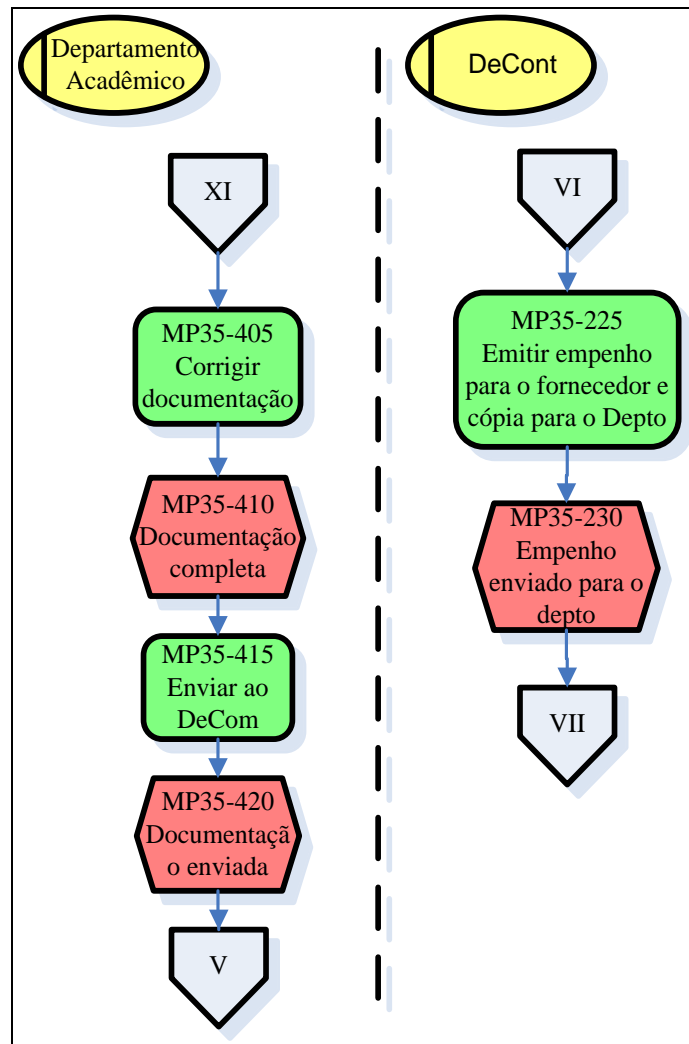 Departamento
Acadêmico
XI
MP35-405
Corrigir
documentação
MP35-410
Documentação
completa
MP35-415
Enviar ao
DeCom
MP35-420
Documentaçã
o enviada
V
DeCont
VI
MP35-225
Emitir empenho
para o fornecedor e
cópia para o Depto
MP35-230
Empenho
enviado para o
depto
VII